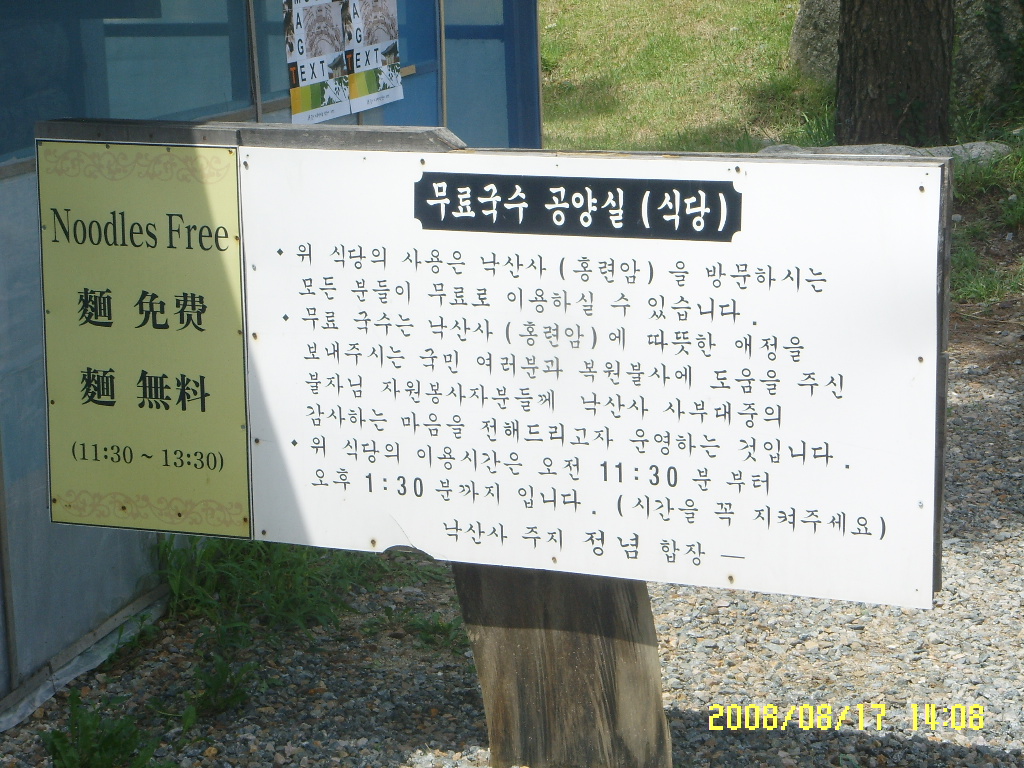 MAG
TEXT
TEXT
Noodles Free
麵 免费
麵 無料
(11:30 ~ 13:30)
무료국수 공양실 (식당)
• 위 식당의 사용은 낙산사 (홍련암) 을 방문하시는
모든 분들이 무료로 이용하실 수 있습니다.
• 무료 국수는 낙산사 (홍련암) 에 따뜻한 애정을
보내주시는 국민 여러분과 복원불사에 도움을 주신
불자님 자원봉사자분들께 낙산사 사부대중의
감사하는 마음을 전해드리고자 운영하는 것입니다.
• 위 식당의 이용시간은 오전 11:30 분 부터
오후 1:30 분까지 입니다. (시간을 꼭 지켜주세요)
낙산사 주지 정념 합장 —
2008/08/17 14:08